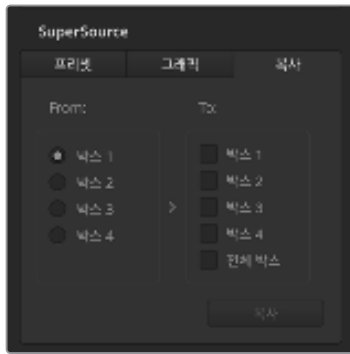 SuperSource
프리셋 그래픽 복사
From: To:
박스 1 박스 1
박스 2 박스 2
박스 3 > 박스 3
박스 4 박스 4
전체 박스
복사